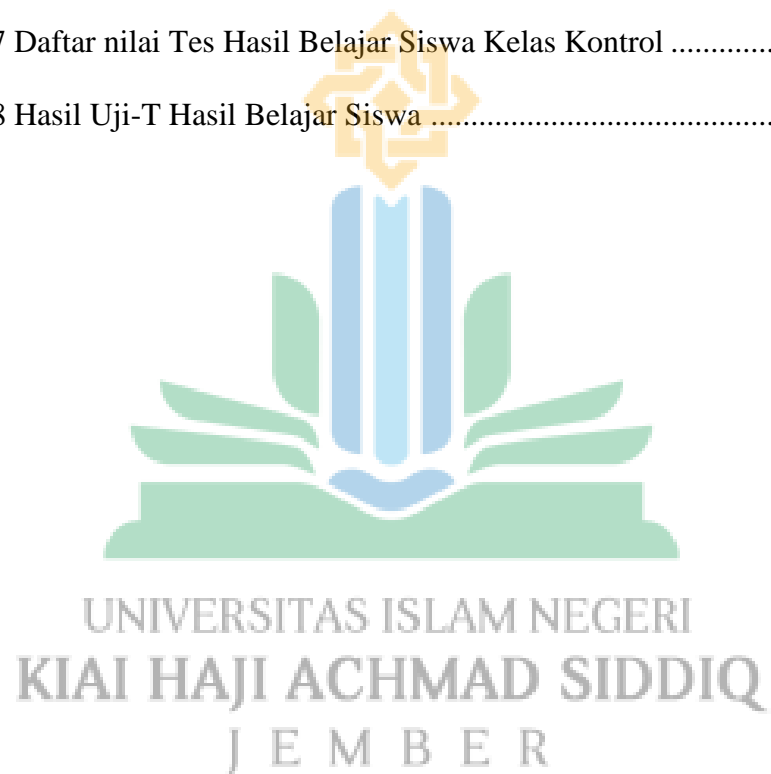 7 Daftar nilai Tes Hasil Belajar Siswa Kelas Kontrol .............
8 Hasil Uji-T Hasil Belajar Siswa .......................................
UNIVERSITAS ISLAM NEGERI
KIAI HAJI ACHMAD SIDDIQ
JEMBER